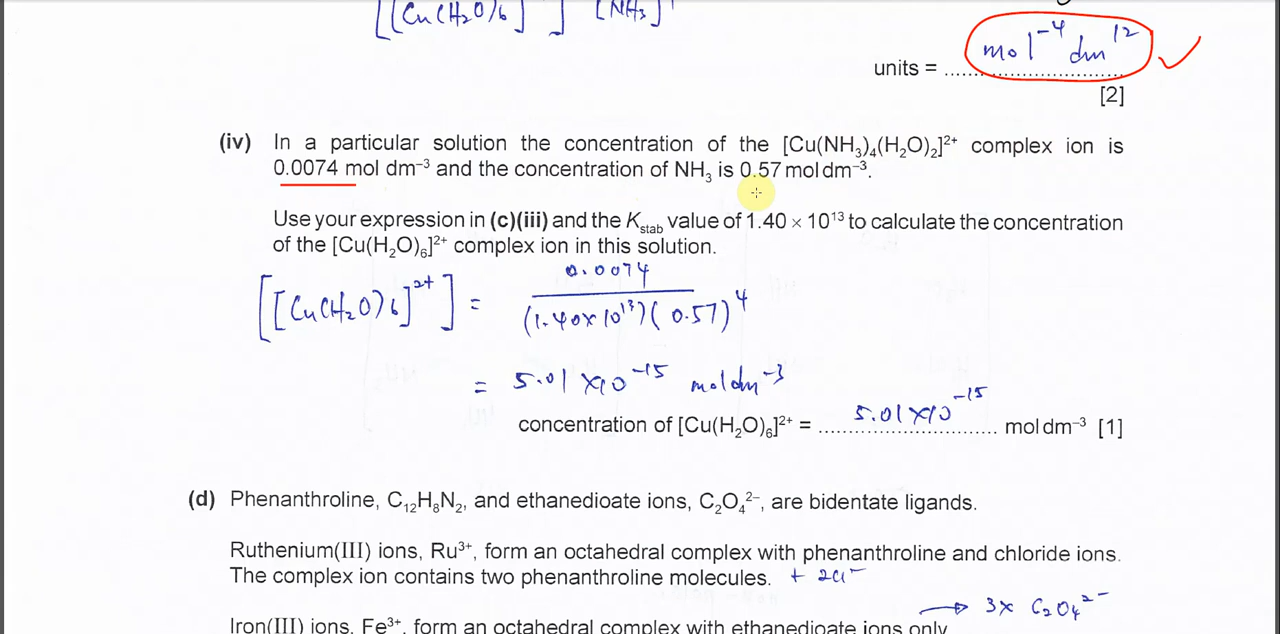 [[Cu(H₂O)₆] ] [NH₃]
mol⁻⁴ dm¹²
units = ................................
[2]
(iv) In a particular solution the concentration of the [Cu(NH₃)₄(H₂O)₂]²⁺ complex ion is
0.0074 mol dm⁻³ and the concentration of NH₃ is 0.57 mol dm⁻³.
Use your expression in (c)(iii) and the Kstab value of 1.40 × 10¹³ to calculate the concentration
of the [Cu(H₂O)₆]²⁺ complex ion in this solution.
[[Cu(H₂O)₆]²⁺] = 0.0074 / (1.40×10¹³)(0.57)⁴
= 5.01 ×10⁻¹⁵ mol dm⁻³
concentration of [Cu(H₂O)₆]²⁺ = 5.01×10⁻¹⁵ mol dm⁻³ [1]
(d) Phenanthroline, C₁₂H₈N₂, and ethanedioate ions, C₂O₄²⁻, are bidentate ligands.
Ruthenium(III) ions, Ru³⁺, form an octahedral complex with phenanthroline and chloride ions.
The complex ion contains two phenanthroline molecules. + 2Cl⁻
→ 3× C₂O₄²⁻
Iron(III) ions, Fe³⁺, form an octahedral complex with ethanedioate ions only